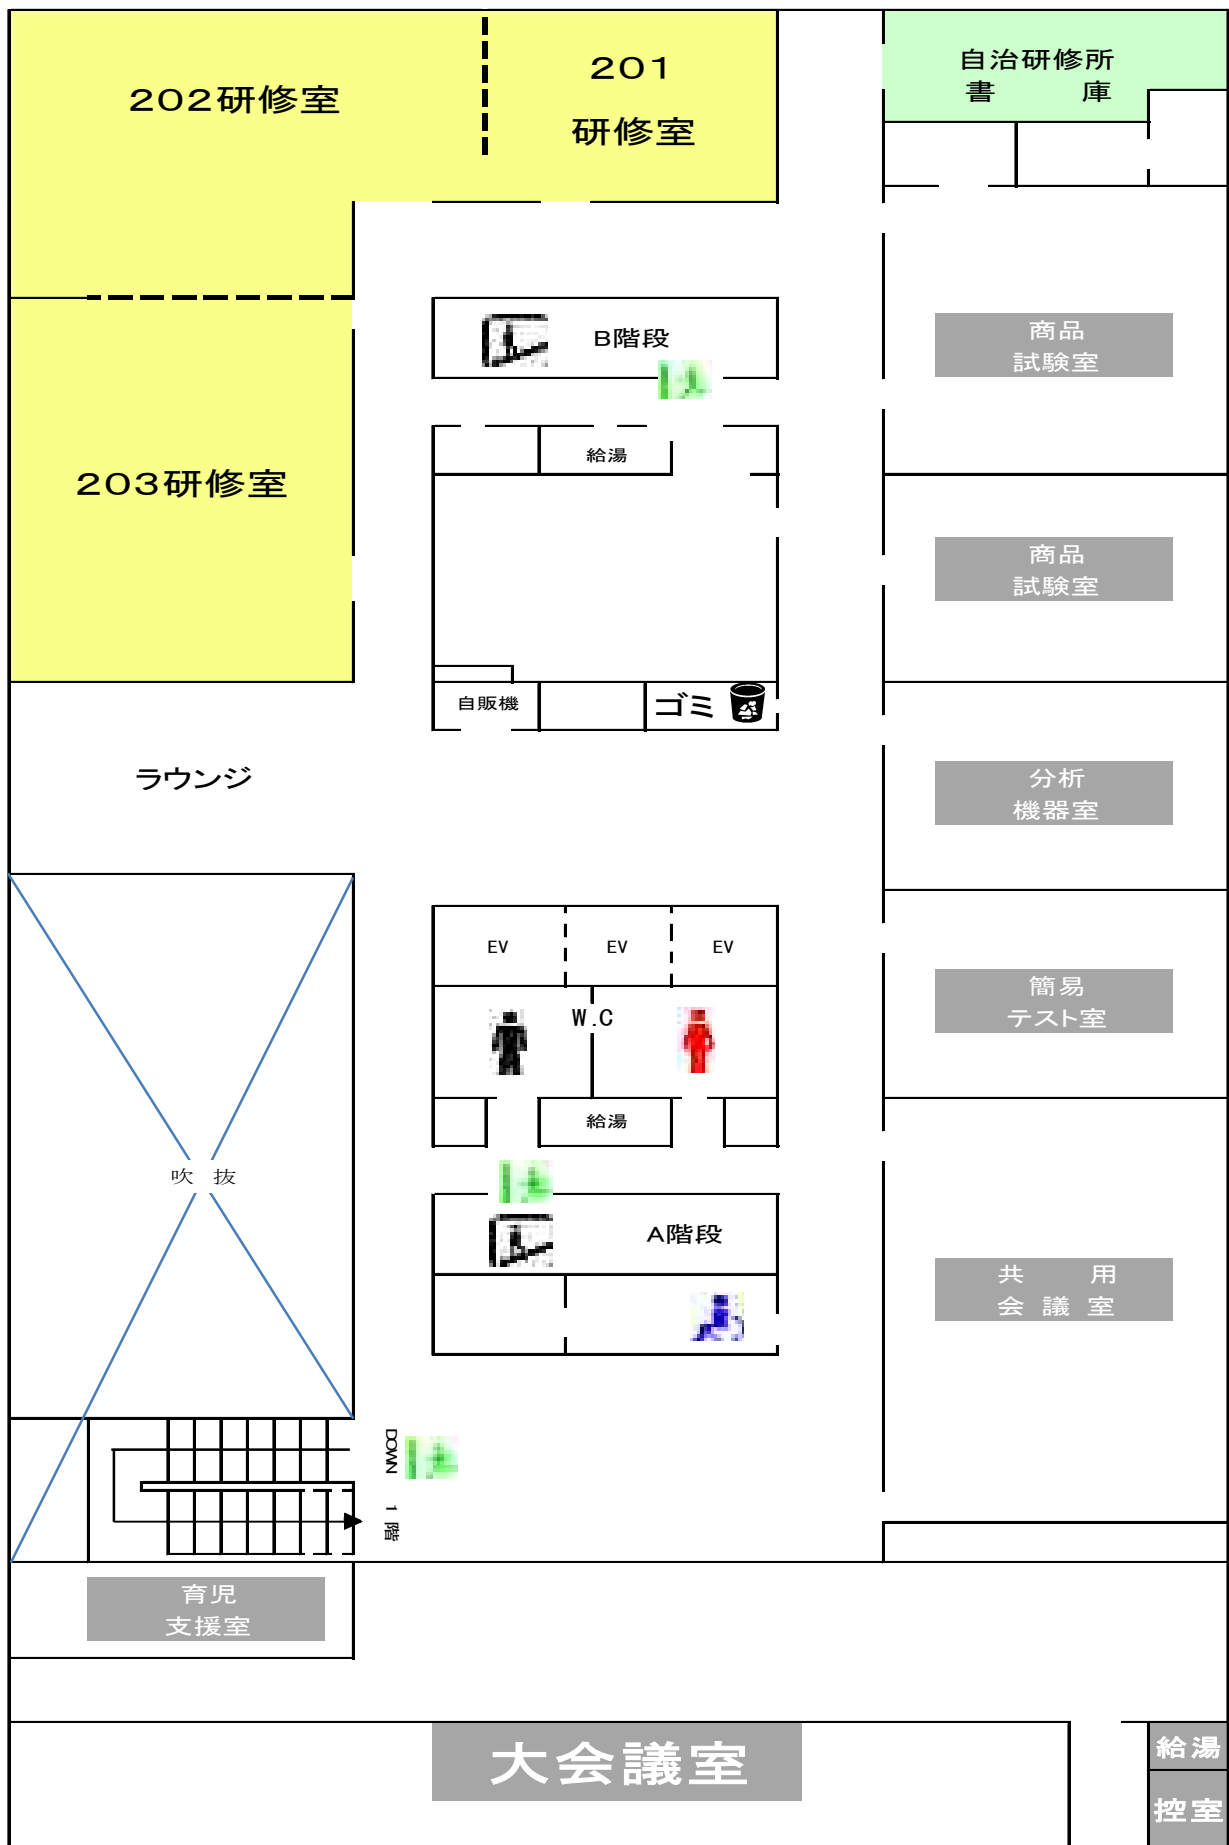 202研修室
201
研修室
自治研修所
書　　庫
B階段
商品
試験室
203研修室
給湯
商品
試験室
自販機
ゴミ
ラウンジ
分析
機器室
EV
EV
EV
W.C
簡易
テスト室
給湯
吹 抜
A階段
共　　用
会 議 室
DOWN 1階
育児
支援室
大会議室
給湯
控室